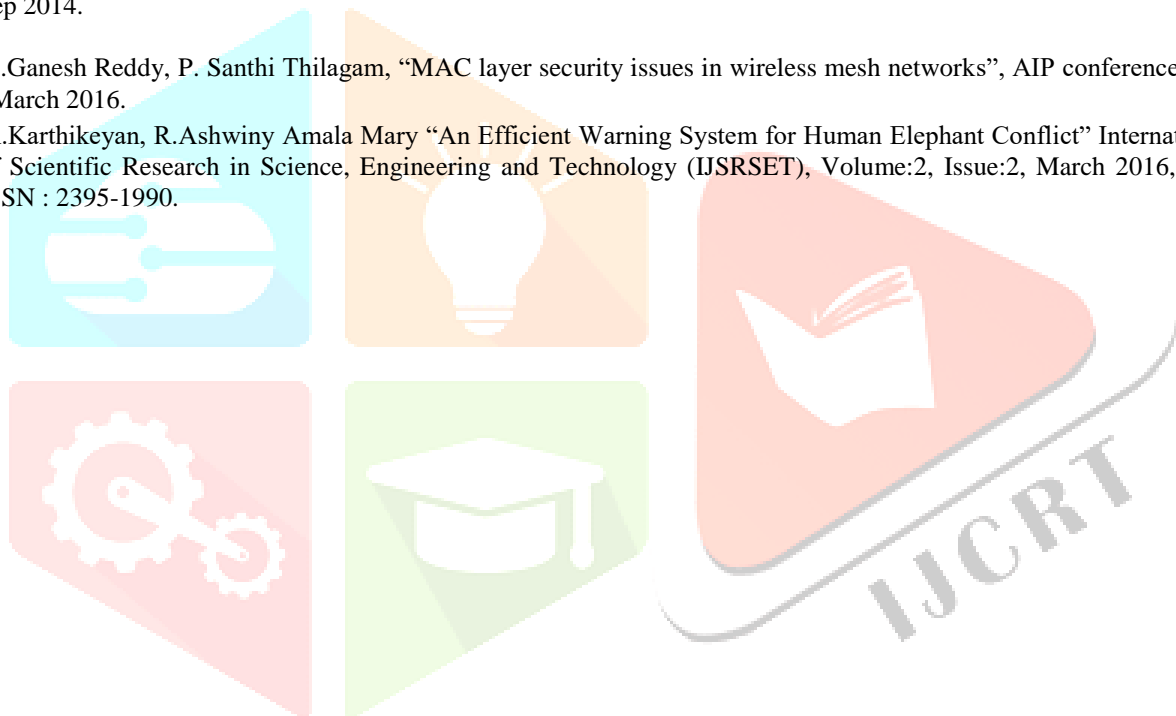 ep 2014.
.Ganesh Reddy, P. Santhi Thilagam, “MAC layer security issues in wireless mesh networks”, AIP conference
March 2016.
.Karthikeyan, R.Ashwiny Amala Mary “An Efficient Warning System for Human Elephant Conflict” Internat
f Scientific Research in Science, Engineering and Technology (IJSRSET), Volume:2, Issue:2, March 2016,
SN : 2395-1990.
IJCRT